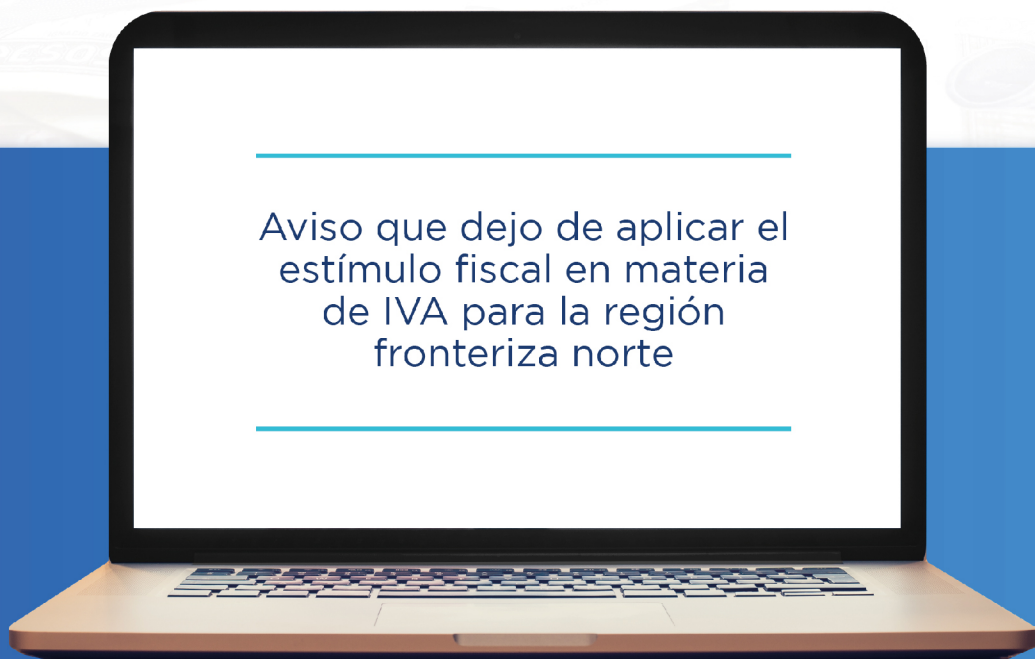 Aviso que dejo de aplicar el
estímulo fiscal en materia
de IVA para la región
fronteriza norte